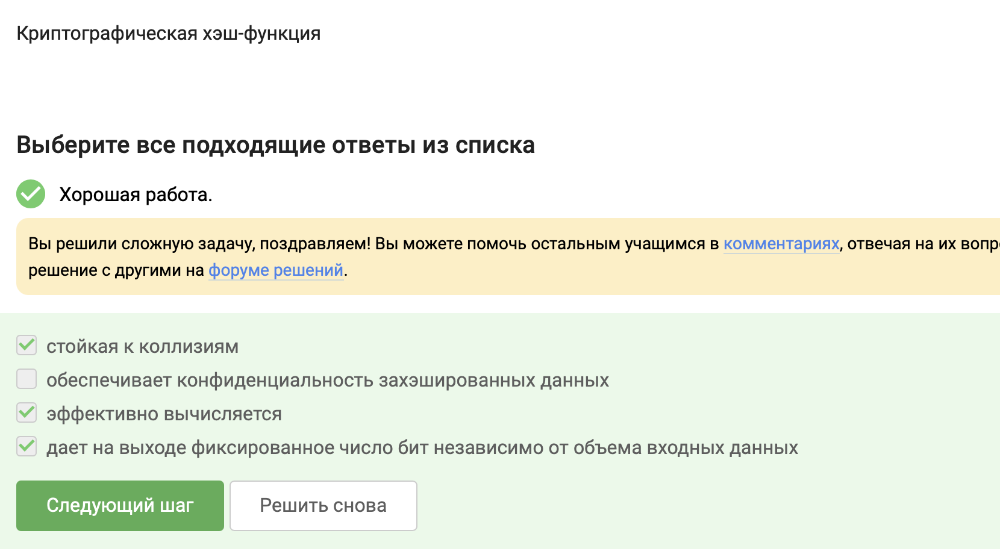 Криптографическая хэш-функция
Выберите все подходящие ответы из списка
Хорошая работа.
Вы решили сложную задачу, поздравляем! Вы можете помочь остальным учащимся в комментариях, отвечая на их
решение с другими на форуме решений.
стойкая к коллизиям
обеспечивает конфиденциальность захэшированных данных
эффективно вычисляется
дает на выходе фиксированное число бит независимо от объема входных данных
Следующий шаг
Решить снова